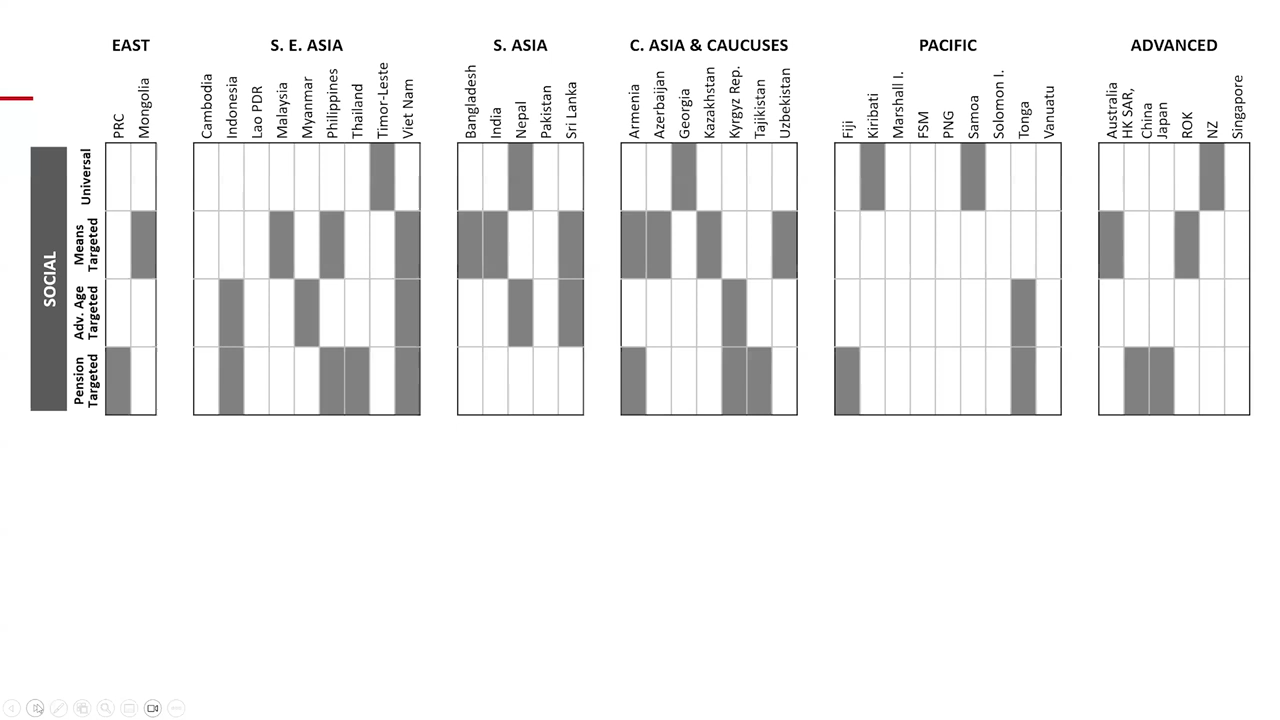 EAST
S. E. ASIA
S. ASIA
C. ASIA & CAUCUSES
PACIFIC
ADVANCED
PRC
Mongolia
Cambodia
Indonesia
Lao PDR
Malaysia
Myanmar
Philippines
Thailand
Timor-Leste
Viet Nam
Bangladesh
India
Nepal
Pakistan
Sri Lanka
Armenia
Azerbaijan
Georgia
Kazakhstan
Kyrgyz Rep.
Tajikistan
Uzbekistan
Fiji
Kiribati
Marshall I.
FSM
PNG
Samoa
Solomon I.
Tonga
Vanuatu
Australia
HK SAR,
China
Japan
ROK
NZ
Singapore
SOCIAL
Universal
Means
Targeted
Adv. Age
Targeted
Pension
Targeted